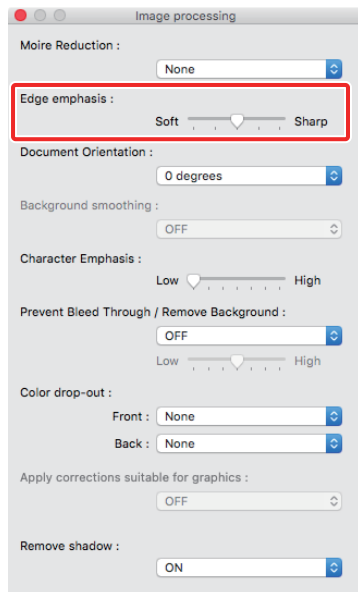 Image processing
Moire Reduction :
None
Edge emphasis :
Soft Sharp
Document Orientation :
0 degrees
Background smoothing :
OFF
Character Emphasis :
Low High
Prevent Bleed Through / Remove Background :
OFF
Low High
Color drop-out :
Front : None
Back : None
Apply corrections suitable for graphics :
OFF
Remove shadow :
ON